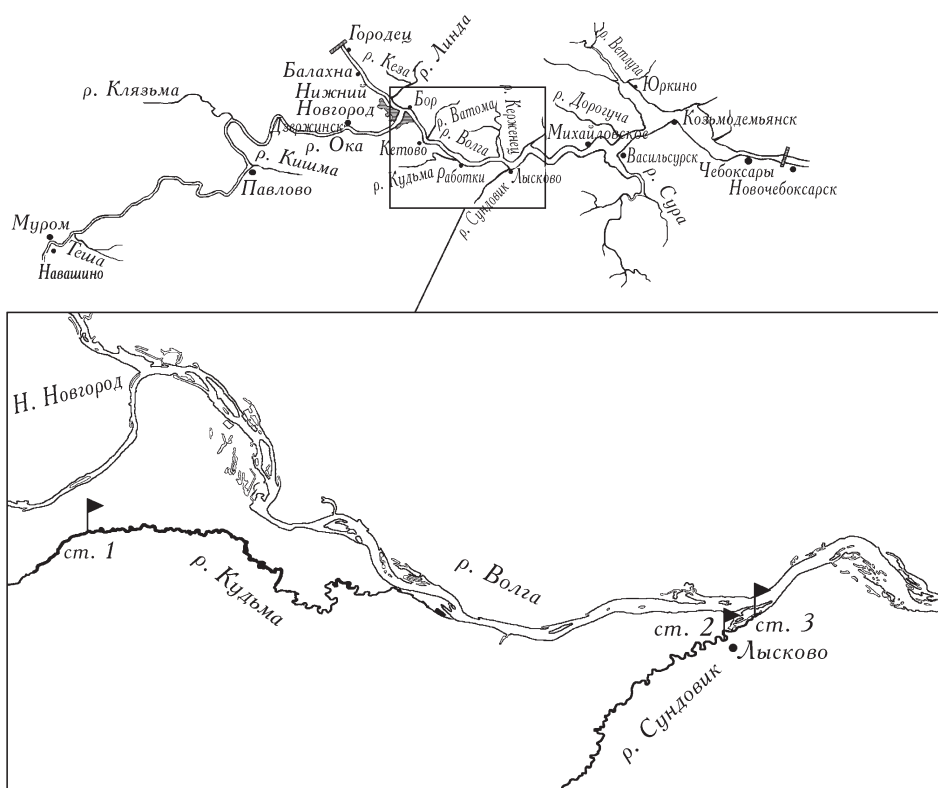 Городец
р. Кеза
р. Линда
Балахна
Нижний
Новгород
Бор
р. Клязьма
Дзержинск
р. Ока
Кстово
р. Ватома
р. Волга
р. Керженец
р. Ветлуга
Юркино
р. Дорогуча
Козьмодемьянск
Михайловское
Васильсурск
Чебоксары
Новочебоксарск
р. Кишма
Павлово
р. Кудьма
Работки
Лысково
р. Сундовик
р. Сура
Муром
Теша
Навашино
Н. Новгород
ст. 1
р. Кудьма
р. Волга
ст. 2
ст. 3
Лысково
р. Сундовик